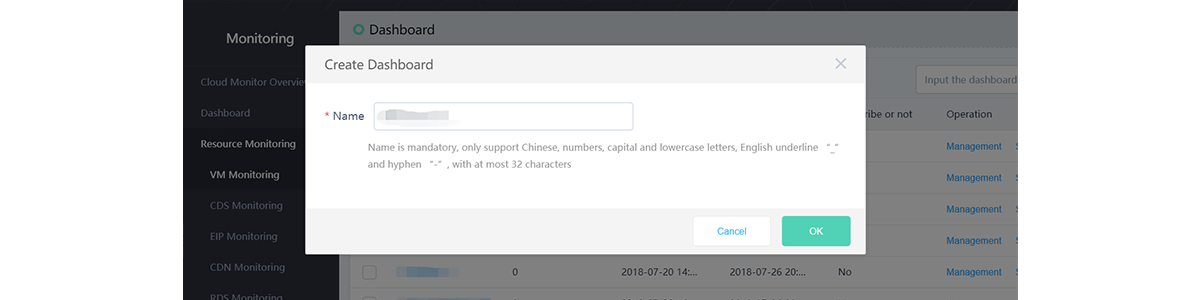 Monitoring
Dashboard
Create Dashboard
Cloud Monitor Overvie
Input the dashboard
* Name
Dashboard
ribe or not
Operation
Resource Monitoring
Name is mandatory, only support Chinese, numbers, capital and lowercase letters, English underline “_”
and hyphen “-” , with at most 32 characters
Management
VM Monitoring
Management
CDS Monitoring
Management
EIP Monitoring
Cancel
OK
Management
CDN Monitoring
0
2018-07-20 14:...
2018-07-26 20:...
No
Management
RDS Monitoring